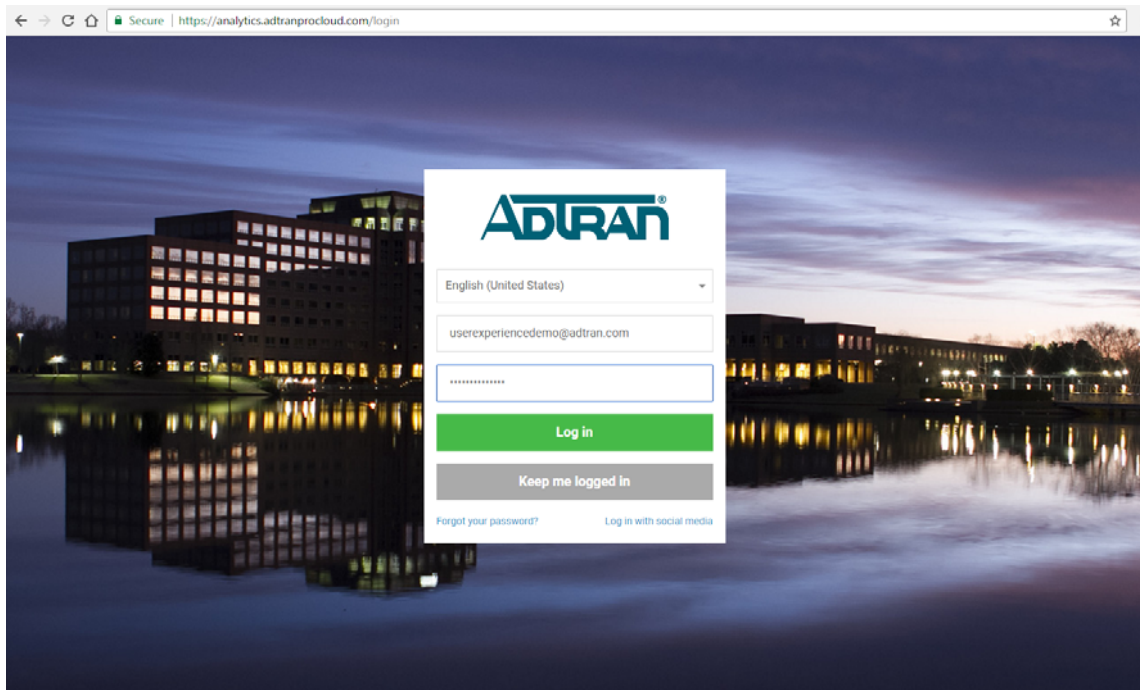 Secure | https://analytics.adtranprocloud.com/login
ADTRAN®
English (United States)
userexperiencedemo@adtran.com
••••••••••••••
Log in
Keep me logged in
Forgot your password? Log in with social media